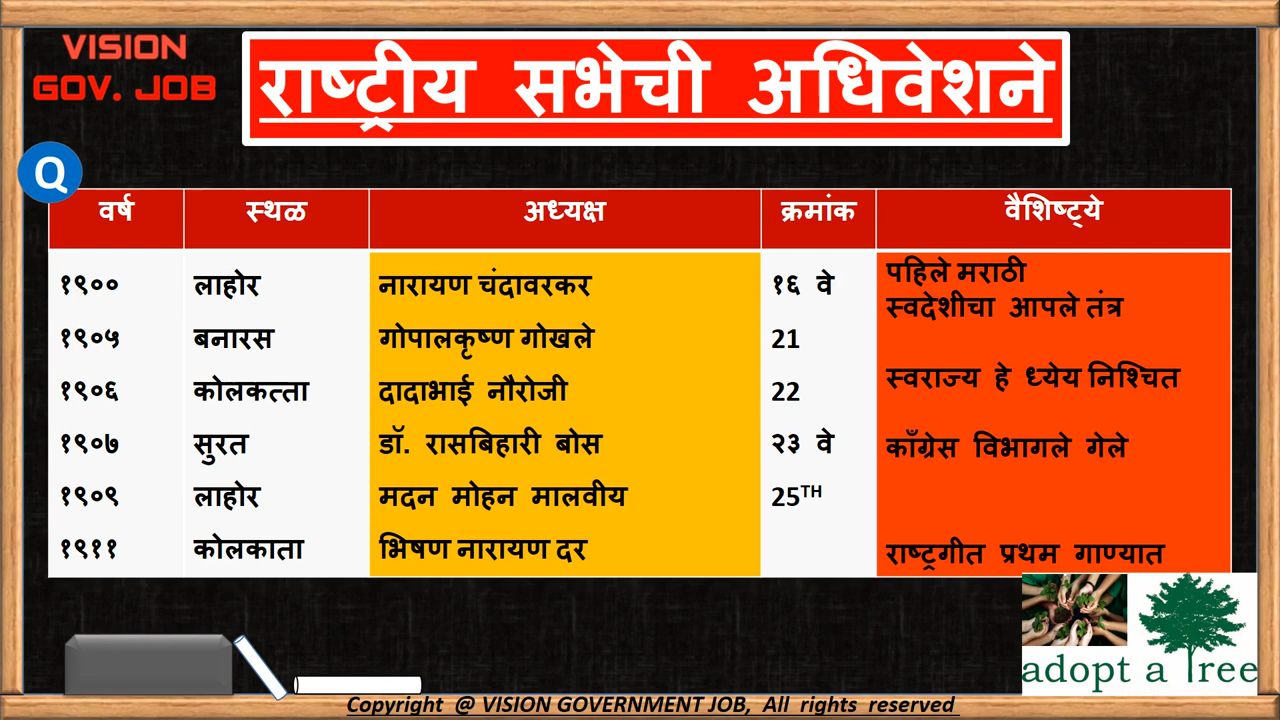 VISION
GOV. JOB
राष्ट्रीय सभेची अधिवेशने
Q
वर्ष स्थळ अध्यक्ष क्रमांक वैशिष्ट्ये
१९०० लाहोर नारायण चंदावरकर १६ वे पहिले मराठी
स्वदेशीचा आपले तंत्र
१९०५ बनारस गोपालकृष्ण गोखले 21
१९०६ कोलकत्ता दादाभाई नौरोजी 22 स्वराज्य हे ध्येय निश्चित
१९०७ सुरत डॉ. रासबिहारी बोस २३ वे काँग्रेस विभागले गेले
१९०९ लाहोर मदन मोहन मालवीय 25TH
१९११ कोलकाता भिषण नारायण दर राष्ट्रगीत प्रथम गाण्यात
adopt a Tree
Copyright @ VISION GOVERNMENT JOB, All rights reserved